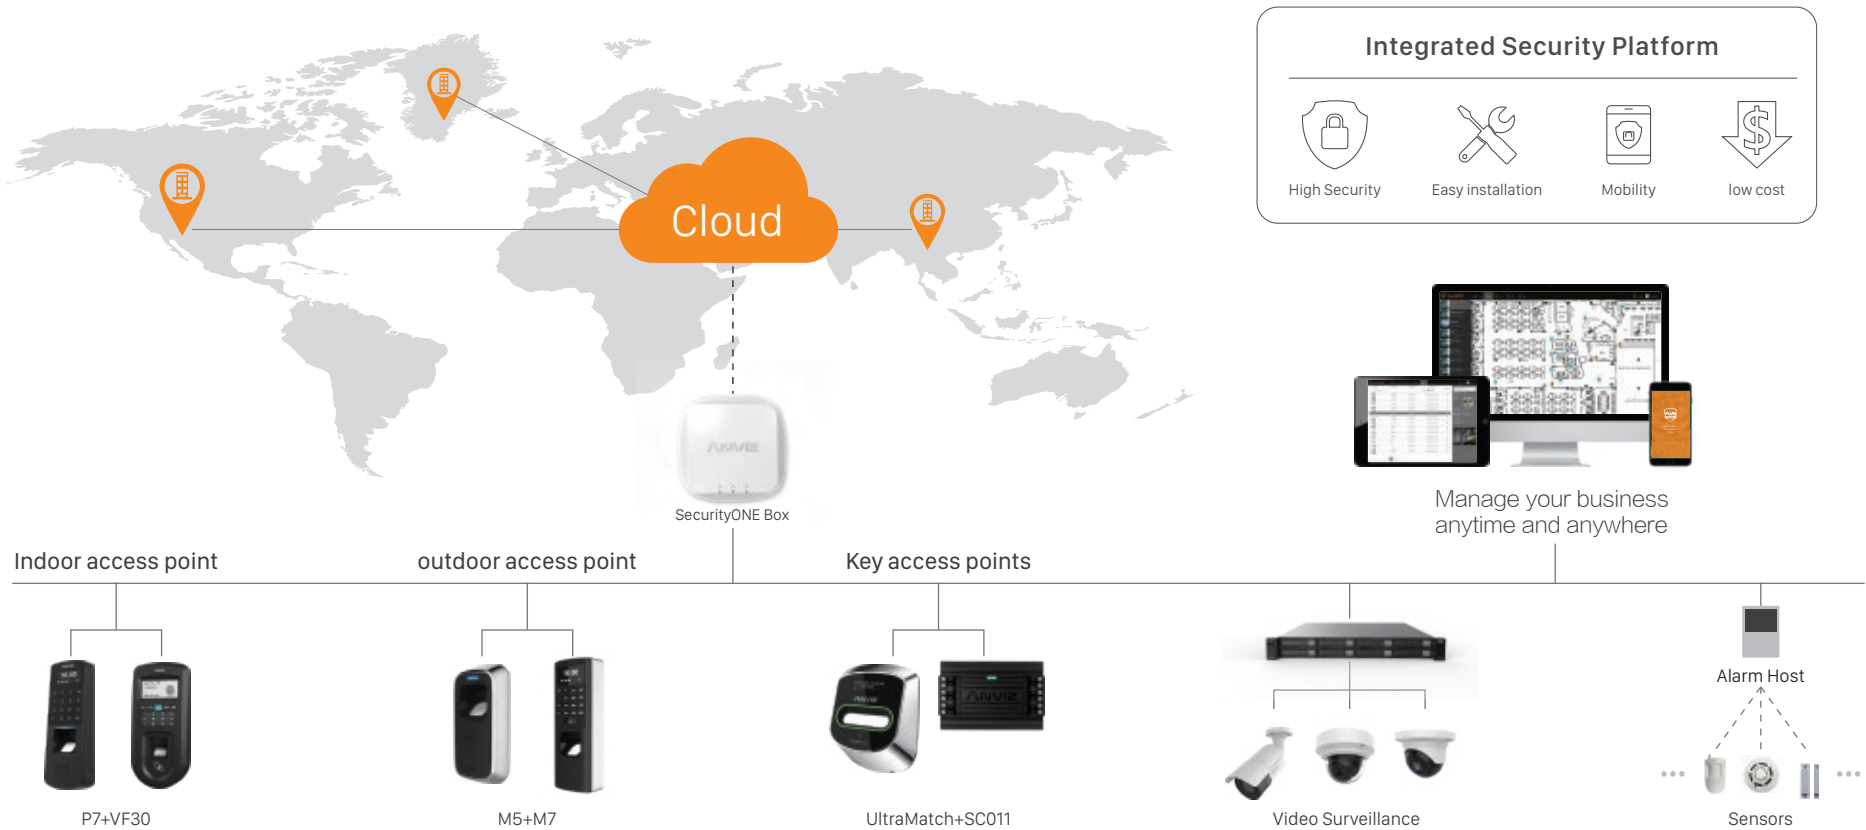 Integrated Security Platform
High Security
Easy installation
Mobility
low cost
Cloud
ANVIZ
SecurityONE Box
Manage your business
anytime and anywhere
Indoor access point
outdoor access point
Key access points
ANVIZ
Alarm Host
P7+VF30
M5+M7
UltraMatch+SC011
Video Surveillance
Sensors